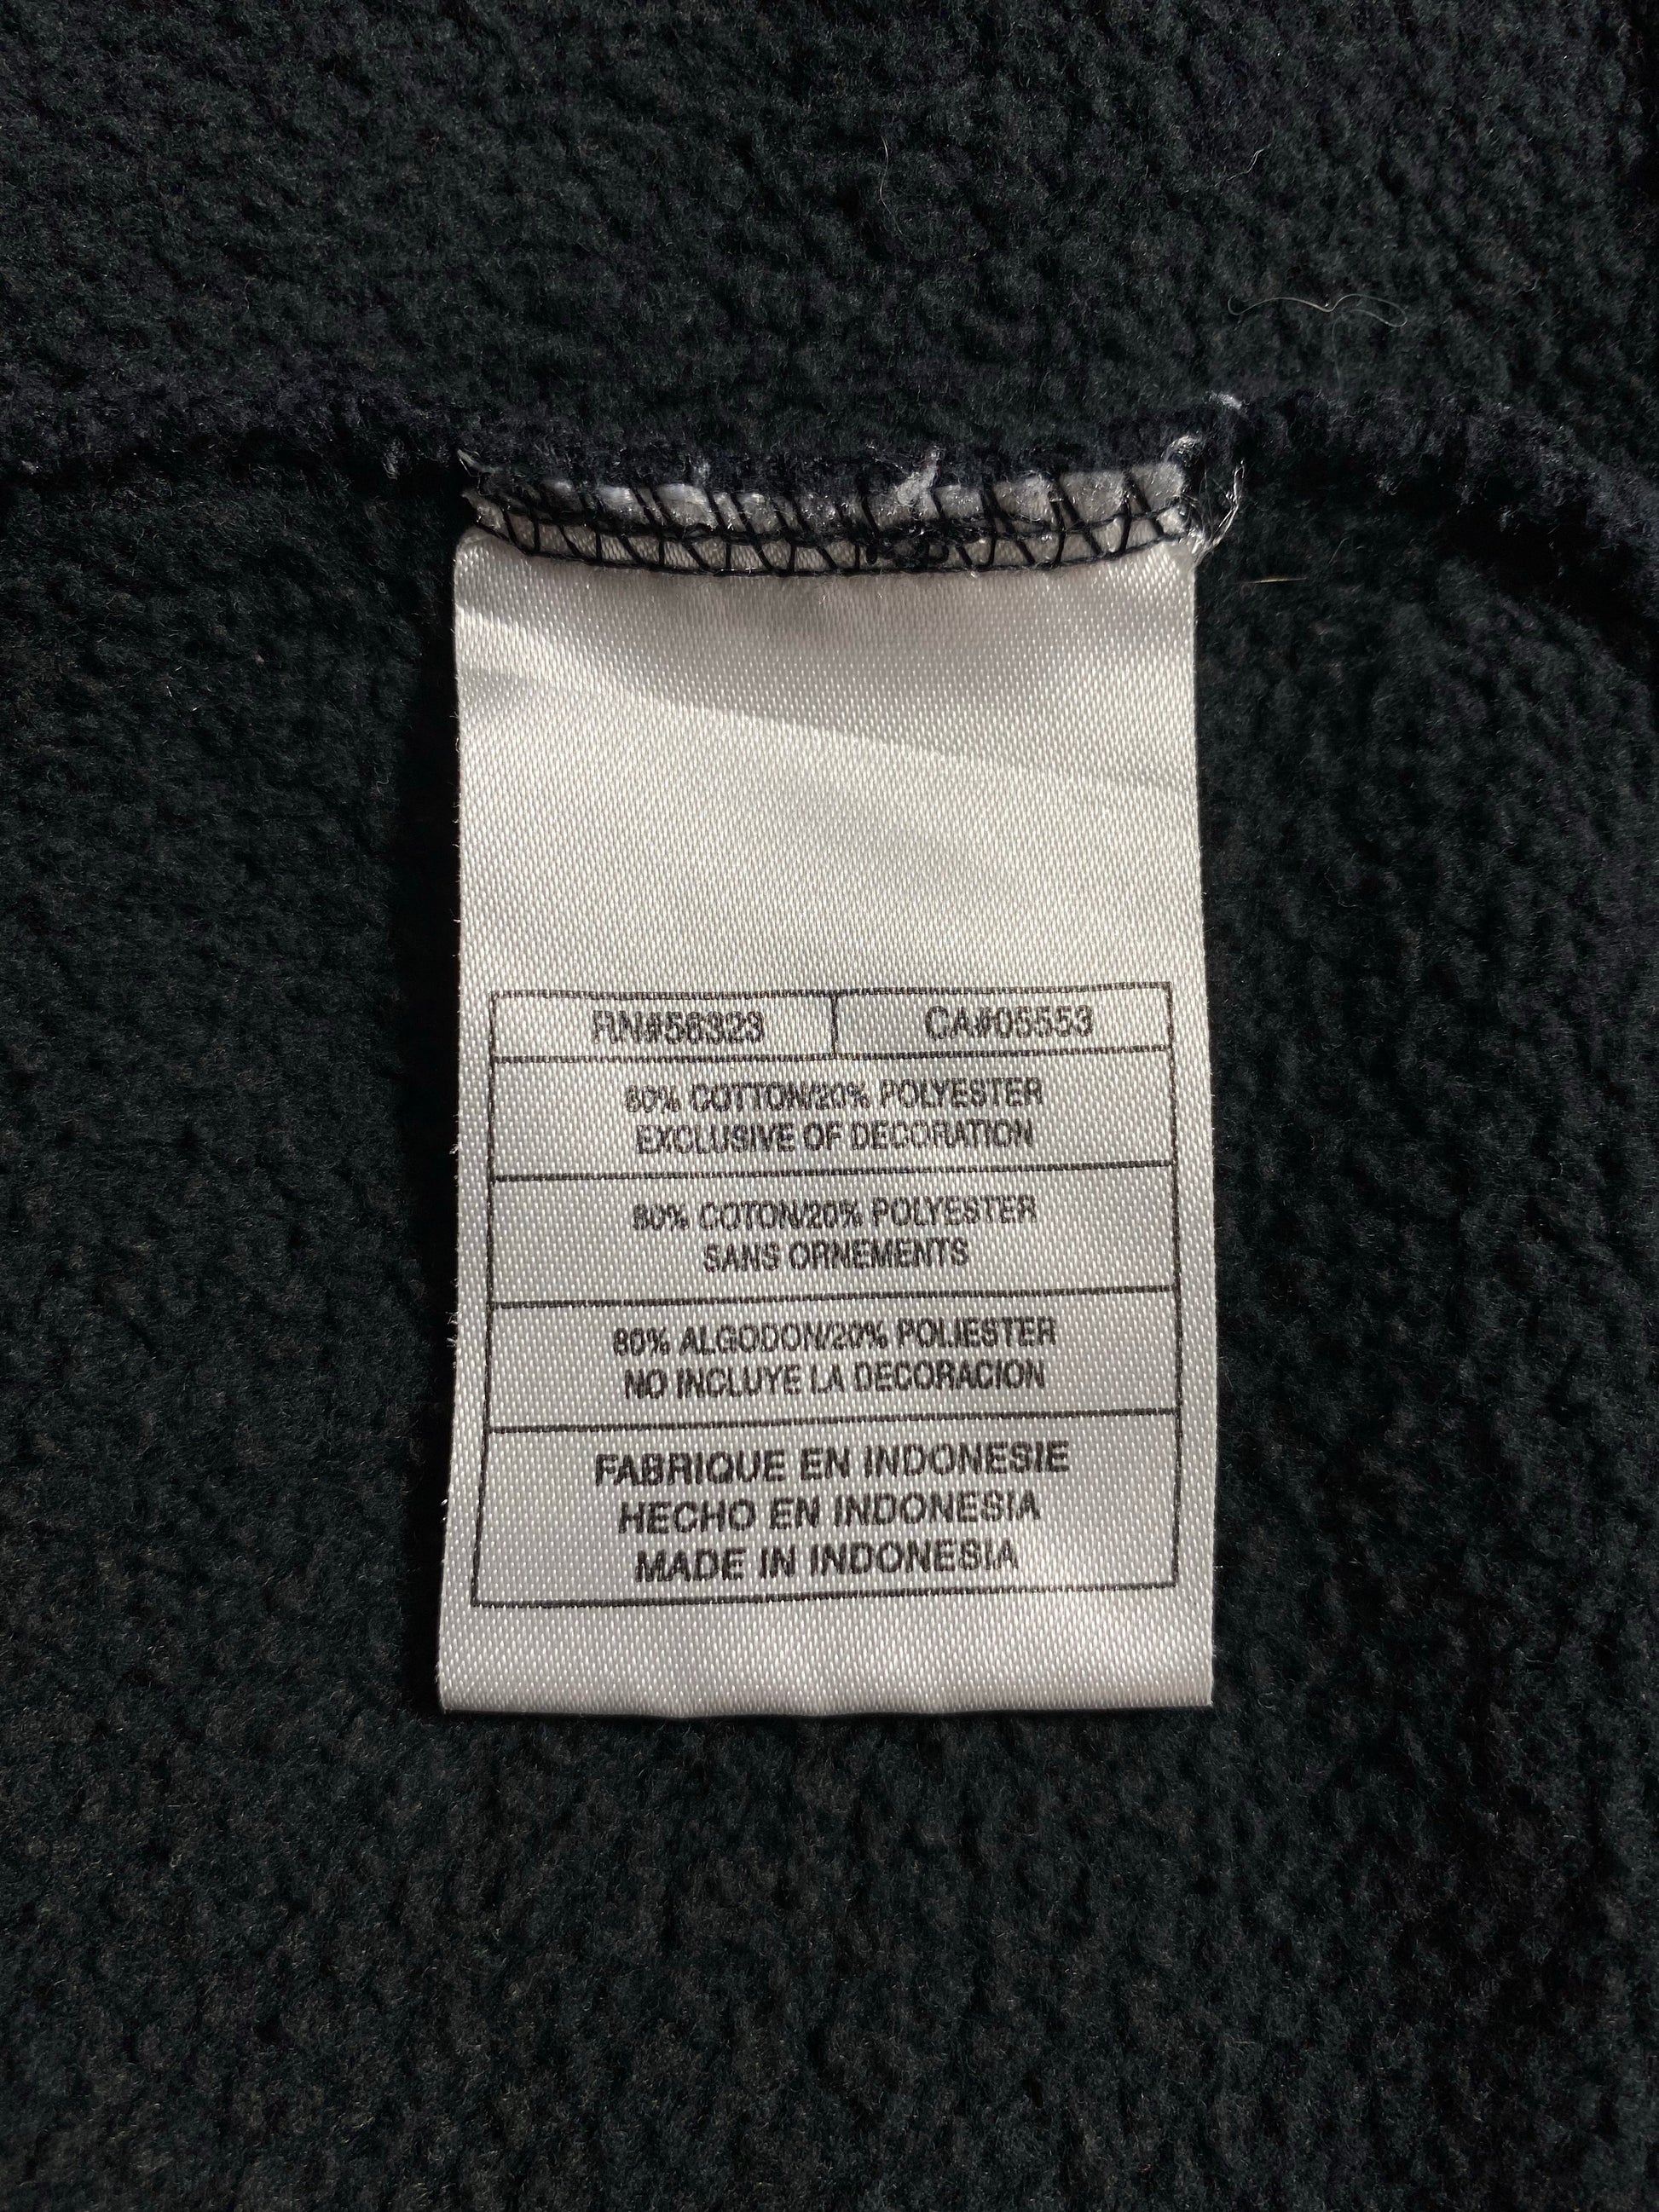 RN#56323 CA#05553
80% COTTON/20% POLYESTER
EXCLUSIVE OF DECORATION
80% COTON/20% POLYESTER
SANS ORNEMENTS
80% ALGODON/20% POLIESTER
NO INCLUYE LA DECORACION
FABRIQUE EN INDONESIE
HECHO EN INDONESIA
MADE IN INDONESIA